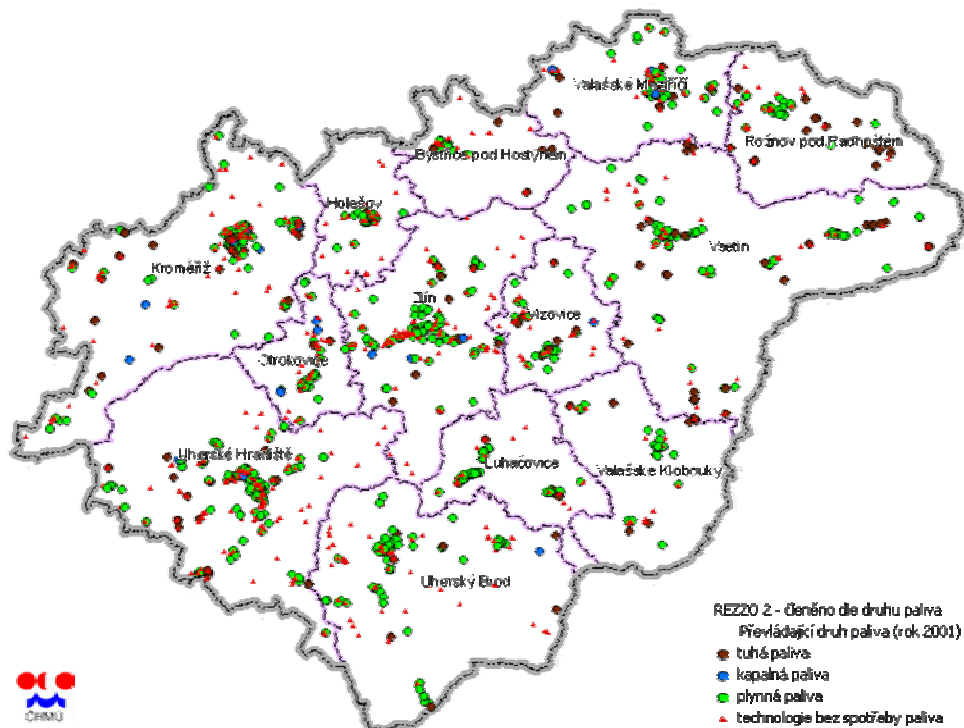 Valašské Meziříčí
Rožnov pod Radhoštěm
Bystřice pod Hostýnem
Holešov
Vsetín
Kroměříž
Zlín
Vizovice
Otrokovice
Uherské Hradiště
Luhačovice
Valašské Klobouky
Uherský Brod
REZZO 2 - členěno dle druhu paliva
Převládající druh paliva (rok 2001)
tuhá paliva
kapalná paliva
plynná paliva
technologie bez spotřeby paliva
ČHMÚ